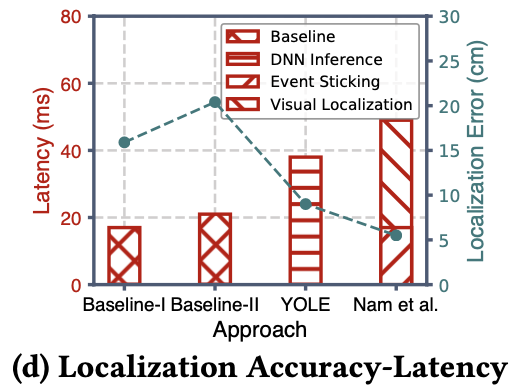 80
60
40
20
0
Latency (ms)
30
25
20
15
10
5
0
Localization Error (cm)
Baseline
DNN Inference
Event Sticking
Visual Localization
Baseline-I Baseline-II YOLE Nam et al.
Approach
(d) Localization Accuracy-Latency